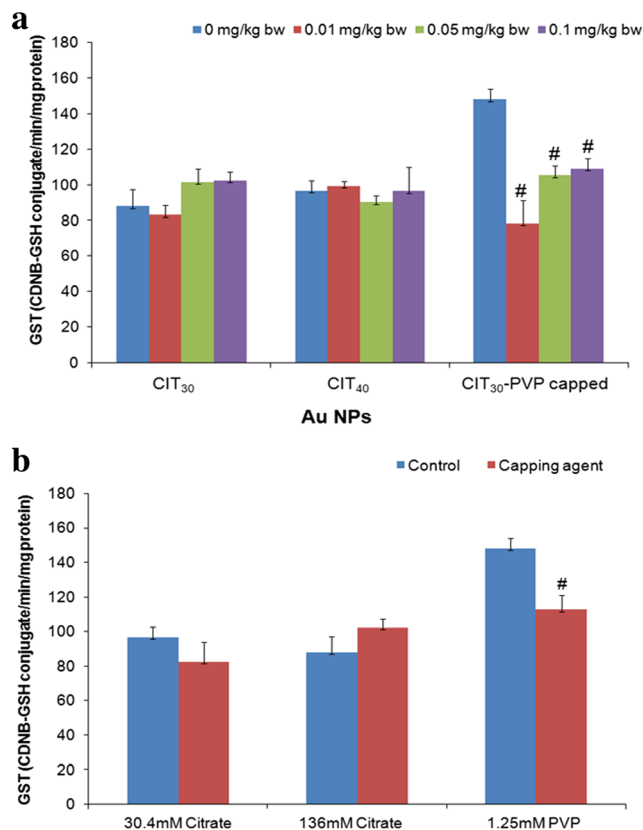 a
0 mg/kg bw 0.01 mg/kg bw 0.05 mg/kg bw 0.1 mg/kg bw
GST (CDNB-GSH conjugate/min/mgprotein)
180
160
140
120
100
80
60
40
20
0
# # #
CIT₃₀ CIT₄₀ CIT₃₀-PVP capped
Au NPs
b
Control Capping agent
GST (CDNB-GSH conjugate/min/mgprotein)
180
160
140
120
100
80
60
40
20
0
#
30.4mM Citrate 136mM Citrate 1.25mM PVP